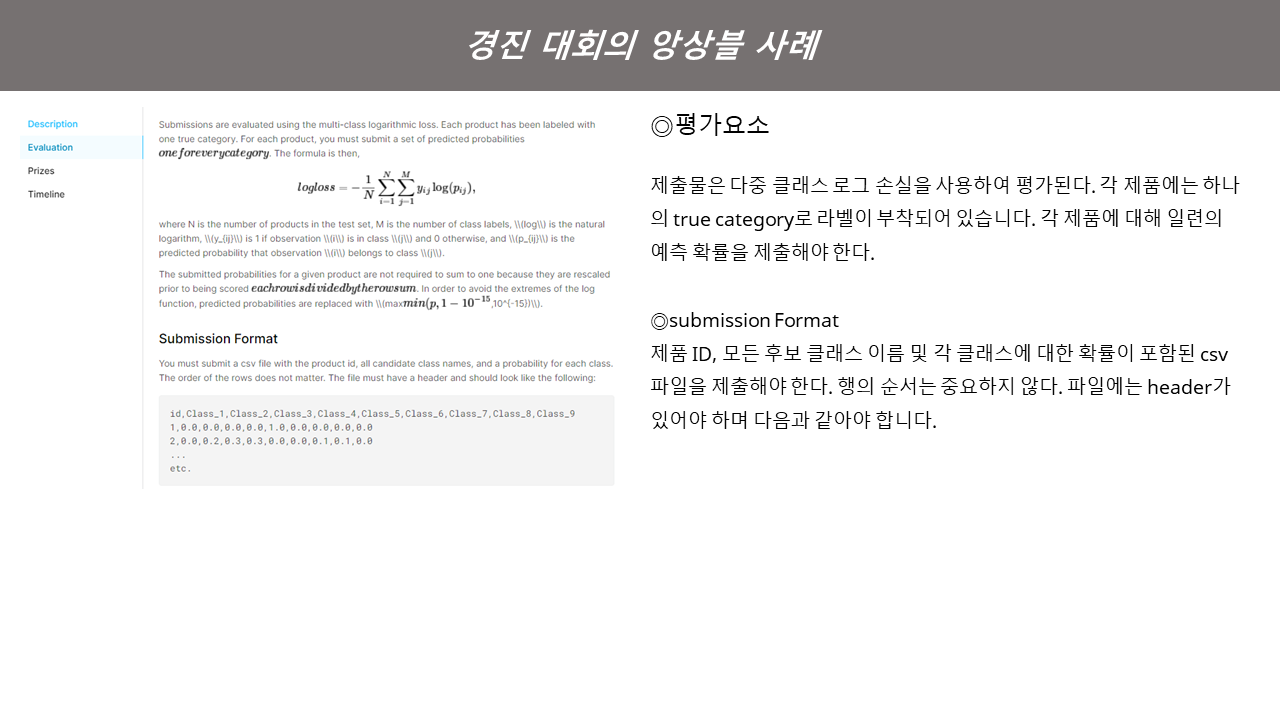 경진 대회의 앙상블 사례
Description
Evaluation
Prizes
Timeline
Submissions are evaluated using the multi-class logarithmic loss. Each product has been labeled with
one true category. For each product, you must submit a set of predicted probabilities
oneforeverycategory. The formula is then,
logloss = −\frac{1}{N} \sum_{i=1}^{N} \sum_{j=1}^{M} y_{ij} log(p_{ij}),
where N is the number of products in the test set, M is the number of class labels, \\(log\\) is the natural
logarithm, \\(y_{ij}\\) is 1 if observation \\(i\\) is in class \\(j\\) and 0 otherwise, and \\(p_{ij}\\) is the
predicted probability that observation \\(i\\) belongs to class \\(j\\).
The submitted probabilities for a given product are not required to sum to one because they are rescaled
prior to being scored eachrowisdividedbytherowsum. In order to avoid the extremes of the log
function, predicted probabilities are replaced with \\(maxmin(p, 1 − 10^{−15},10^{-15})\\).
Submission Format
You must submit a csv file with the product id, all candidate class names, and a probability for each class.
The order of the rows does not matter. The file must have a header and should look like the following:
id,Class_1,Class_2,Class_3,Class_4,Class_5,Class_6,Class_7,Class_8,Class_9
1,0.0,0.0,0.0,0.0,1.0,0.0,0.0,0.0,0.0
2,0.0,0.2,0.3,0.3,0.0,0.0,0.1,0.1,0.0
...
etc.
◎평가요소
제출물은 다중 클래스 로그 손실을 사용하여 평가된다. 각 제품에는 하나
의 true category로 라벨이 부착되어 있습니다. 각 제품에 대해 일련의
예측 확률을 제출해야 한다.
◎submission Format
제품 ID, 모든 후보 클래스 이름 및 각 클래스에 대한 확률이 포함된 csv
파일을 제출해야 한다. 행의 순서는 중요하지 않다. 파일에는 header가
있어야 하며 다음과 같아야 합니다.